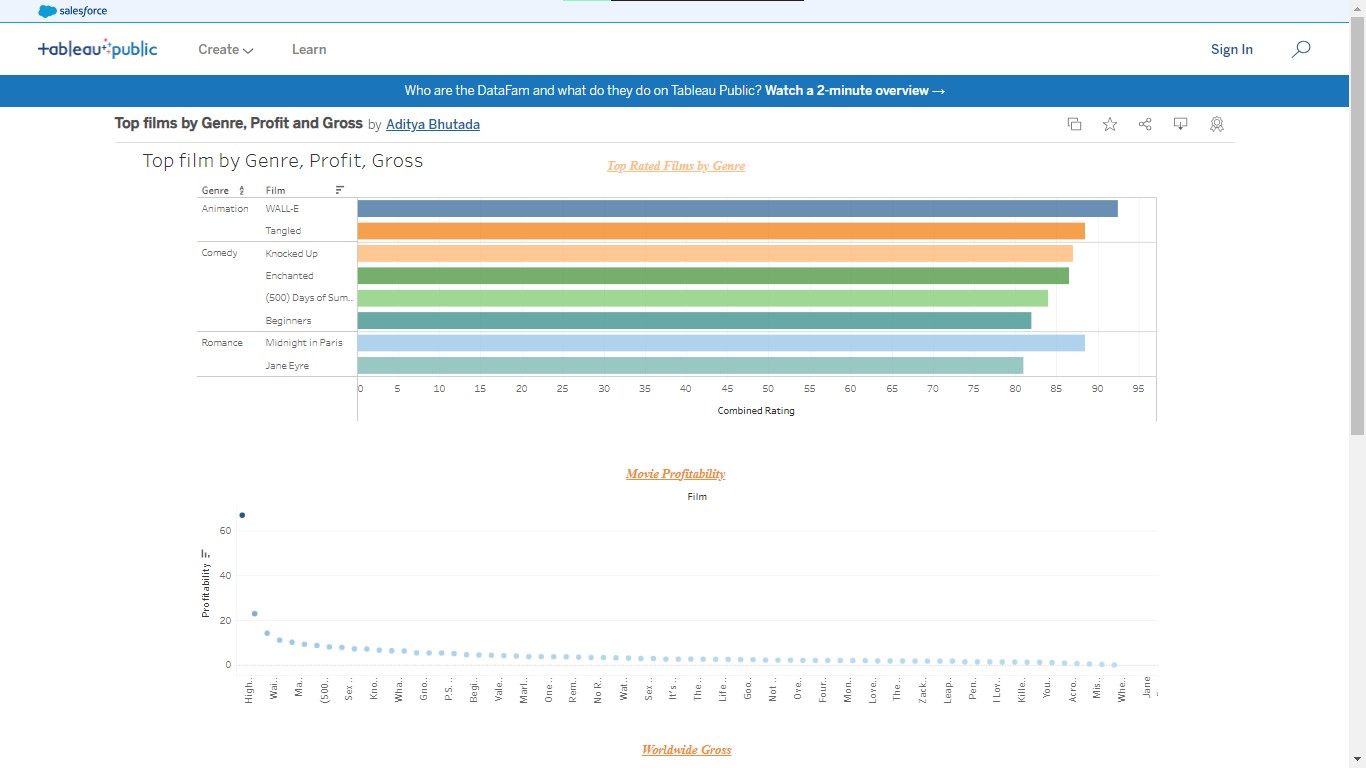 salesforce
tableau public
Create
Learn
Sign In
Who are the DataFam and what do they do on Tableau Public? Watch a 2-minute overview →
Top films by Genre, Profit and Gross by Aditya Bhutada
Top film by Genre, Profit, Gross
Top Rated Films by Genre
Genre Film
Animation WALL-E
Tangled
Comedy Knocked Up
Enchanted
(500) Days of Sum..
Beginners
Romance Midnight in Paris
Jane Eyre
0 5 10 15 20 25 30 35 40 45 50 55 60 65 70 75 80 85 90 95
Combined Rating
Movie Profitability
Film
Profitability
60
40
20
0
High.. Wai.. Ma.. (500.. Sex .. Kno.. Wha.. Gno.. P.S. .. Begi.. Vale.. Marl.. One .. Rem.. No R.. Wat.. Sex .. It's .. The .. Life .. Goo.. Not .. Ove.. Four.. Mon.. Love.. The .. Zack.. Leap.. Pen.. I Lov.. Kille.. You.. Acro.. Mis.. Whe.. Jane
Worldwide Gross